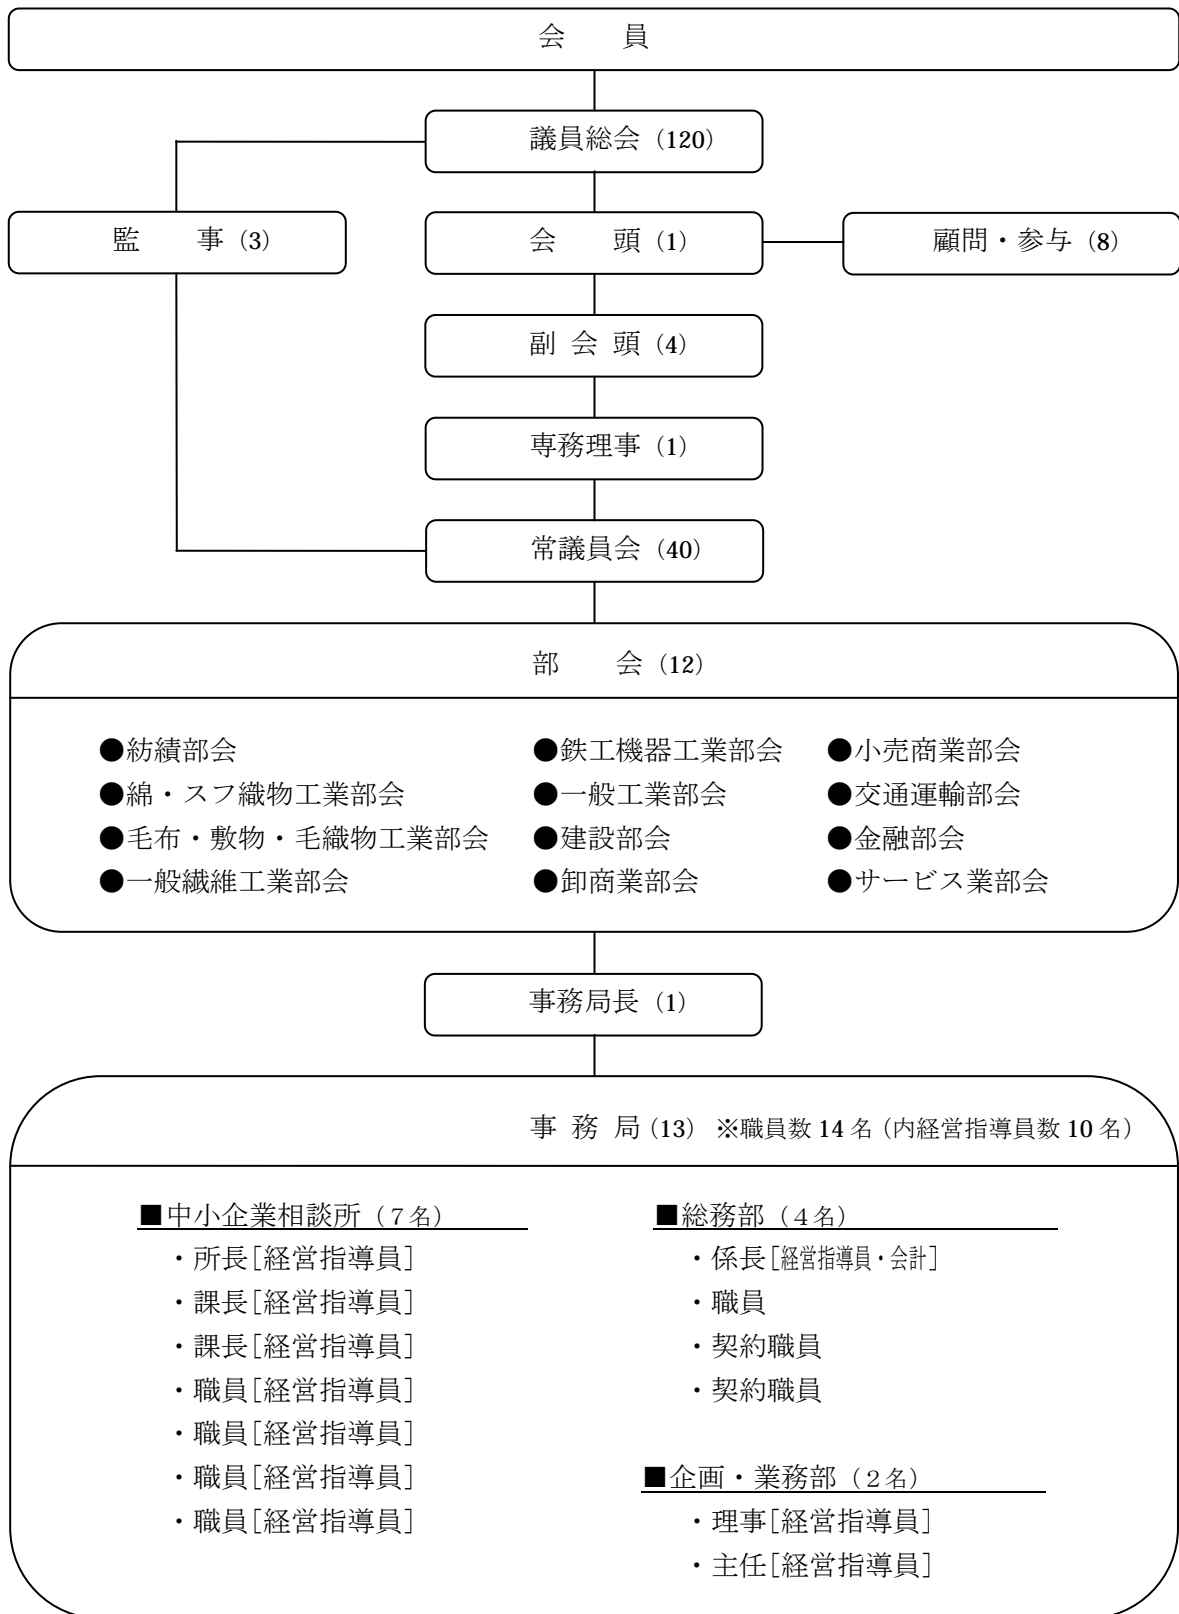 会　員
議員総会（120）
監　事（3）
会　頭（1）
顧問・参与（8）
副 会 頭（4）
専務理事（1）
常議員会（40）
部　会（12）
●紡績部会
●綿・スフ織物工業部会
●毛布・敷物・毛織物工業部会
●一般繊維工業部会
●鉄工機器工業部会
●一般工業部会
●建設部会
●卸商業部会
●小売商業部会
●交通運輸部会
●金融部会
●サービス業部会
事務局長（1）
事 務 局（13） ※職員数 14 名（内経営指導員数 10 名）
■中小企業相談所（７名）
・所長［経営指導員］
・課長［経営指導員］
・課長［経営指導員］
・職員［経営指導員］
・職員［経営指導員］
・職員［経営指導員］
・職員［経営指導員］
■総務部（４名）
・係長［経営指導員・会計］
・職員
・契約職員
・契約職員
■企画・業務部（２名）
・理事［経営指導員］
・主任［経営指導員］